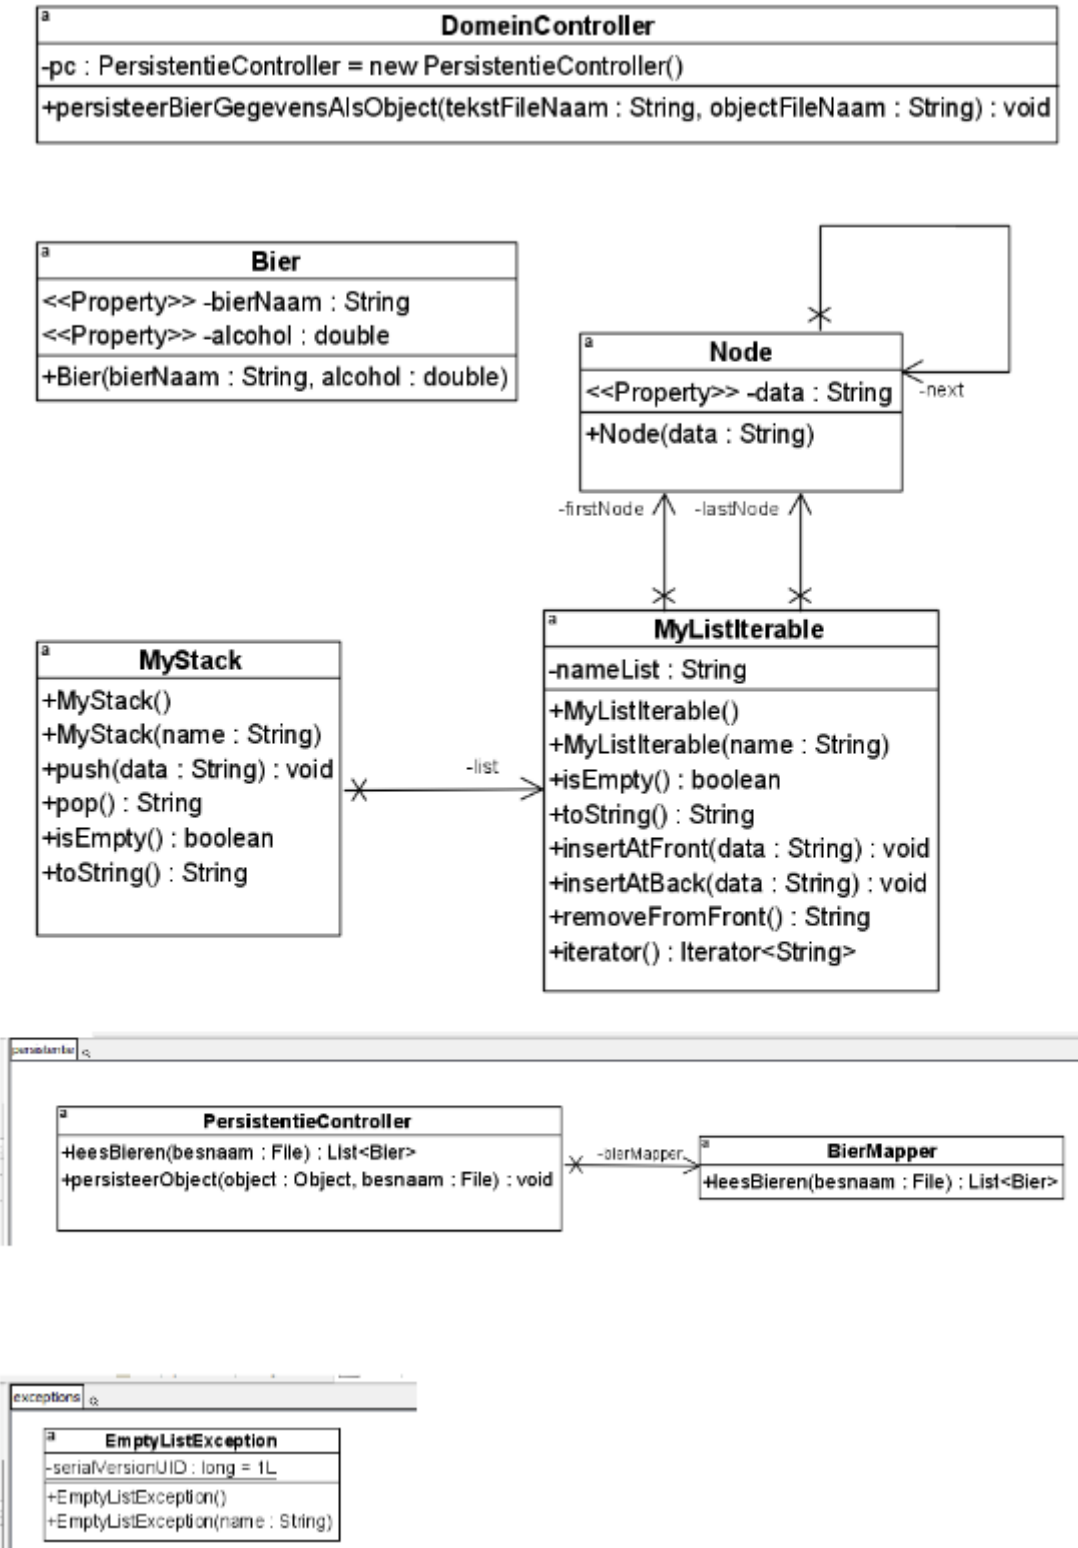 a
DomeinController
-pc : PersistentieController = new PersistentieController()
+persisteerBierGegevensAlsObject(tekstFileNaam : String, objectFileNaam : String) : void
a
Bier
<<Property>> -bierNaam : String
<<Property>> -alcohol : double
+Bier(bierNaam : String, alcohol : double)
a
Node
<<Property>> -data : String
+Node(data : String)
-next
-firstNode
-lastNode
a
MyStack
+MyStack()
+MyStack(name : String)
+push(data : String) : void
+pop() : String
+isEmpty() : boolean
+toString() : String
-list
a
MyListIterable
-nameList : String
+MyListIterable()
+MyListIterable(name : String)
+isEmpty() : boolean
+toString() : String
+insertAtFront(data : String) : void
+insertAtBack(data : String) : void
+removeFromFront() : String
+iterator() : Iterator<String>
persistentie
a
PersistentieController
+leesBieren(besnaam : File) : List<Bier>
+persisteerObject(object : Object, besnaam : File) : void
-bierMapper
a
BierMapper
+leesBieren(besnaam : File) : List<Bier>
exceptions
a
EmptyListException
-serialVersionUID : long = 1L
+EmptyListException()
+EmptyListException(name : String)